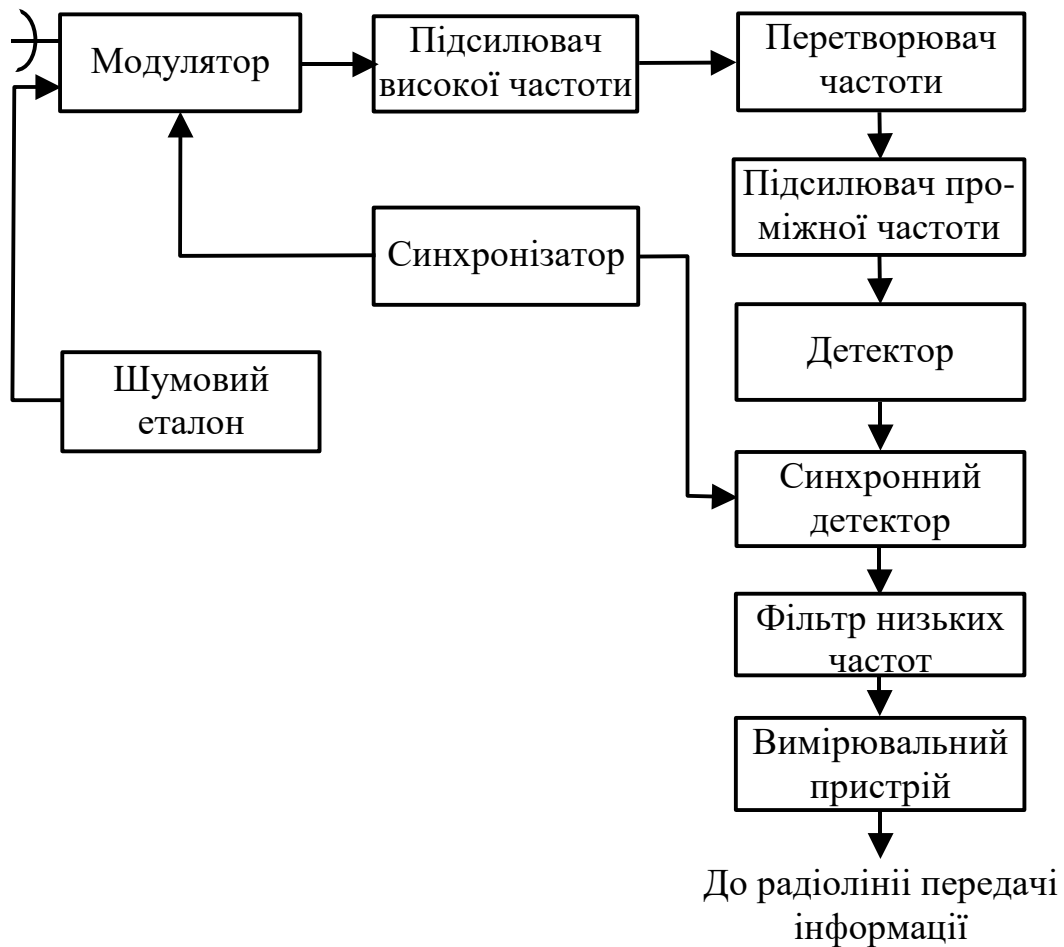 Модулятор
Підсилювач
високої частоти
Перетворювач
частоти
Підсилювач про-
міжної частоти
Синхронізатор
Детектор
Шумовий
еталон
Синхронний
детектор
Фільтр низьких
частот
Вимірювальний
пристрій
До радіолініі передачі
інформації